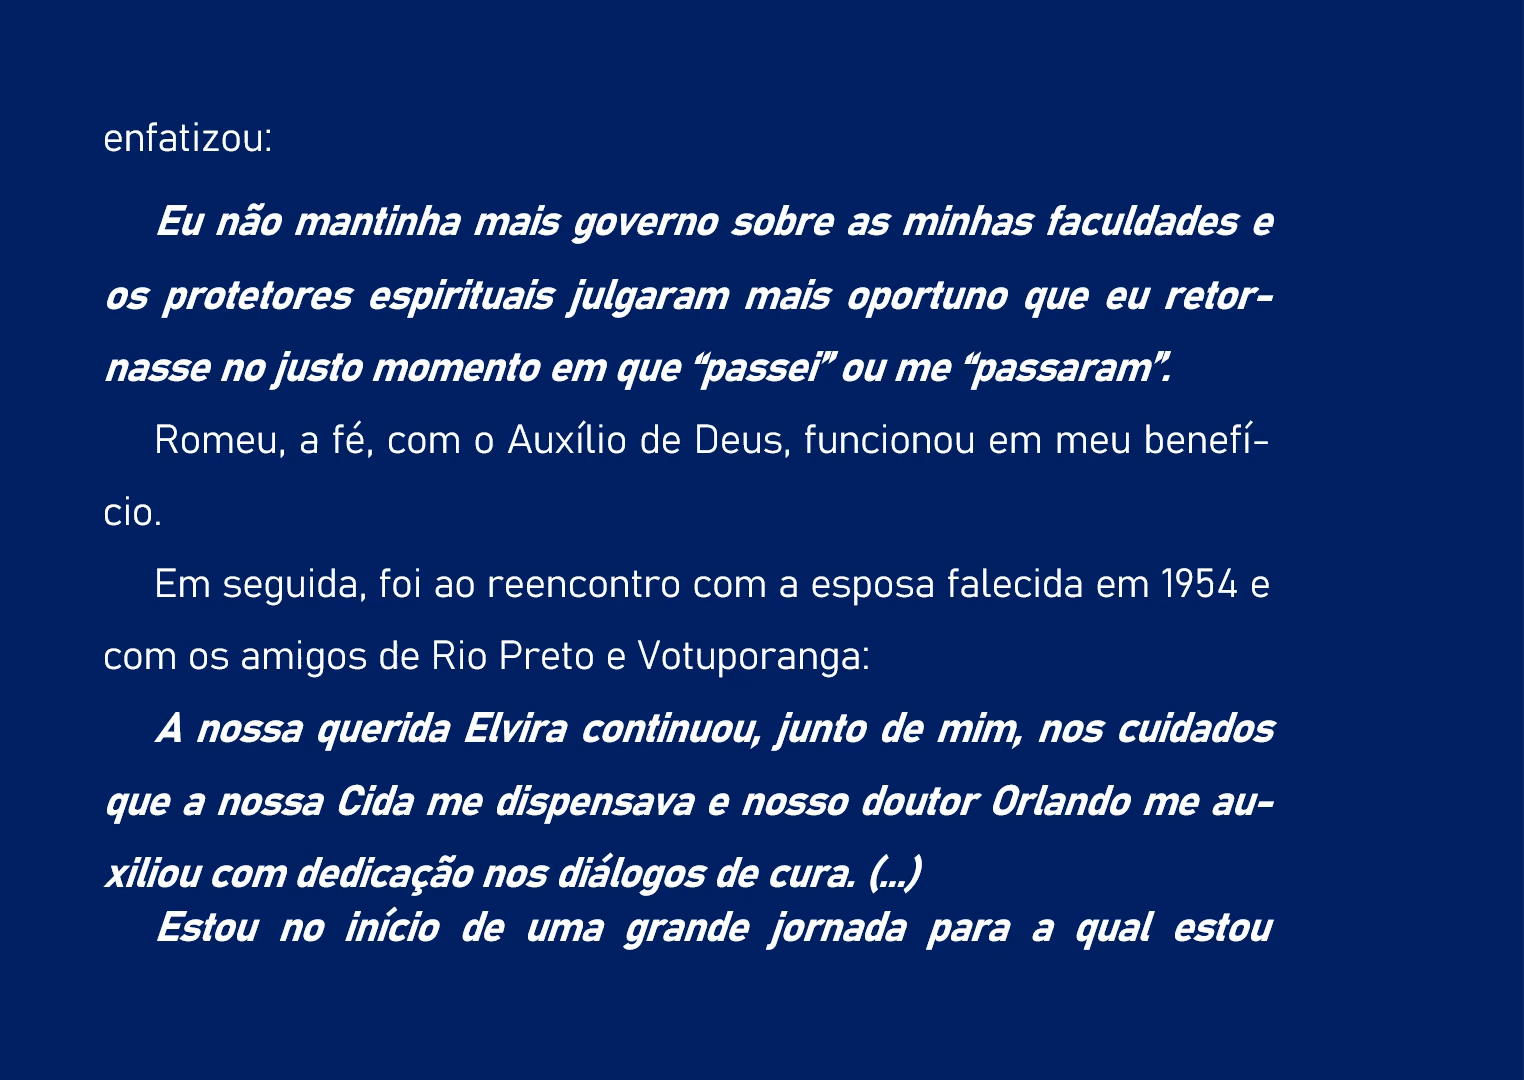 enfatizou:
Eu não mantinha mais governo sobre as minhas faculdades e
os protetores espirituais julgaram mais oportuno que eu retor-
nasse no justo momento em que “passei” ou me “passaram”.
Romeu, a fé, com o Auxílio de Deus, funcionou em meu benefí-
cio.
Em seguida, foi ao reencontro com a esposa falecida em 1954 e
com os amigos de Rio Preto e Votuporanga:
A nossa querida Elvira continuou, junto de mim, nos cuidados
que a nossa Cida me dispensava e nosso doutor Orlando me au-
xiliou com dedicação nos diálogos de cura. (...)
Estou no início de uma grande jornada para a qual estou